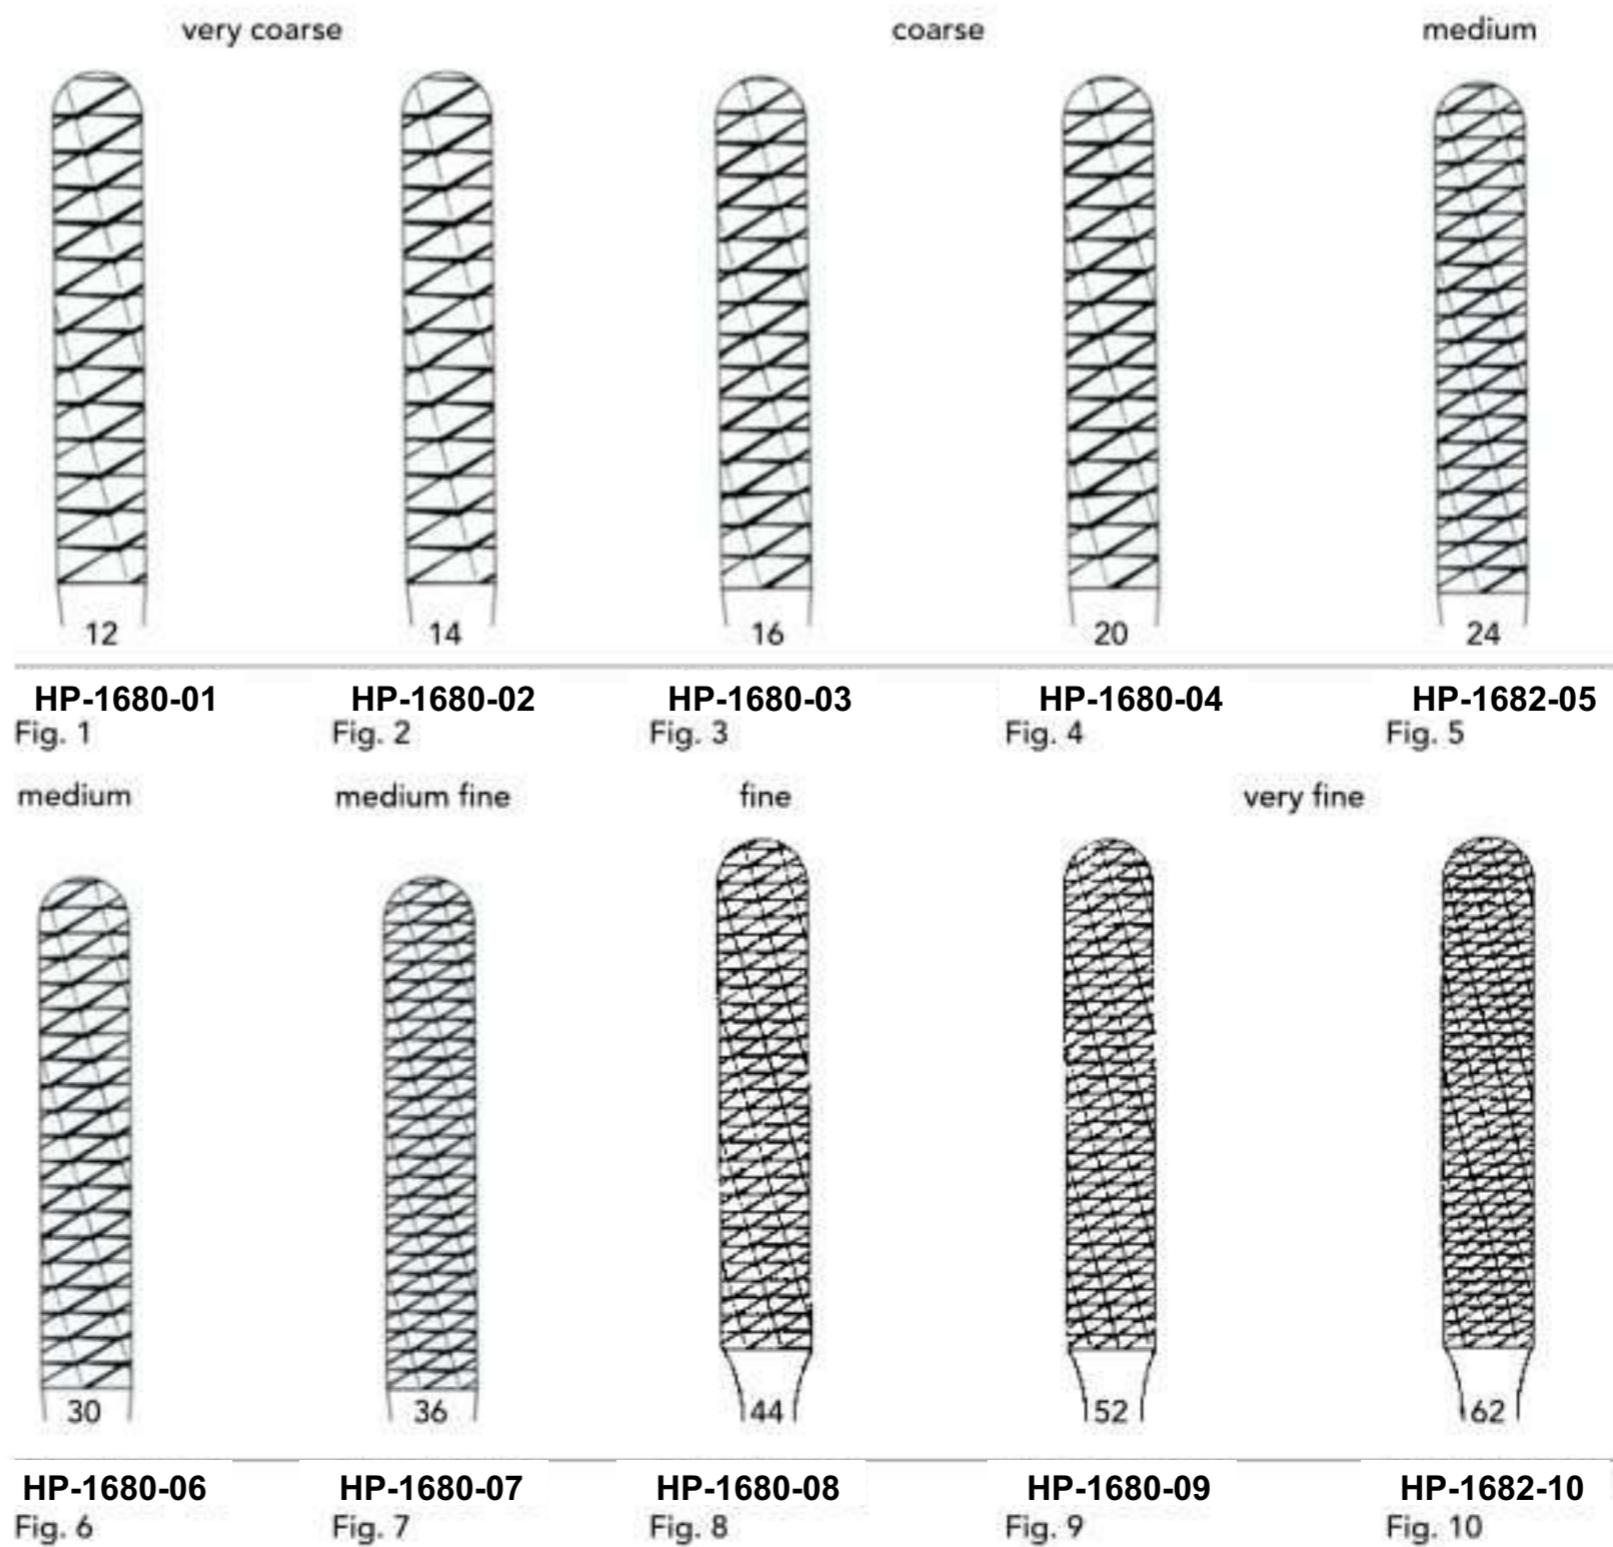 very coarse
coarse
medium
12
14
16
20
24
HP-1680-01
HP-1680-02
HP-1680-03
HP-1680-04
HP-1682-05
Fig. 1
Fig. 2
Fig. 3
Fig. 4
Fig. 5
medium
medium fine
fine
very fine
30
36
44
52
62
HP-1680-06
HP-1680-07
HP-1680-08
HP-1680-09
HP-1682-10
Fig. 6
Fig. 7
Fig. 8
Fig. 9
Fig. 10